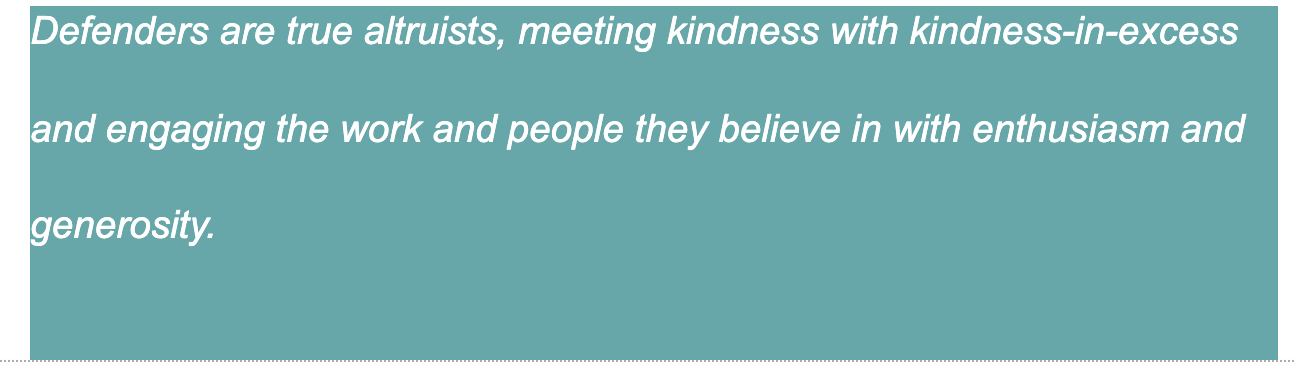 Defenders are true altruists, meeting kindness with kindness-in-excess
and engaging the work and people they believe in with enthusiasm and
generosity.